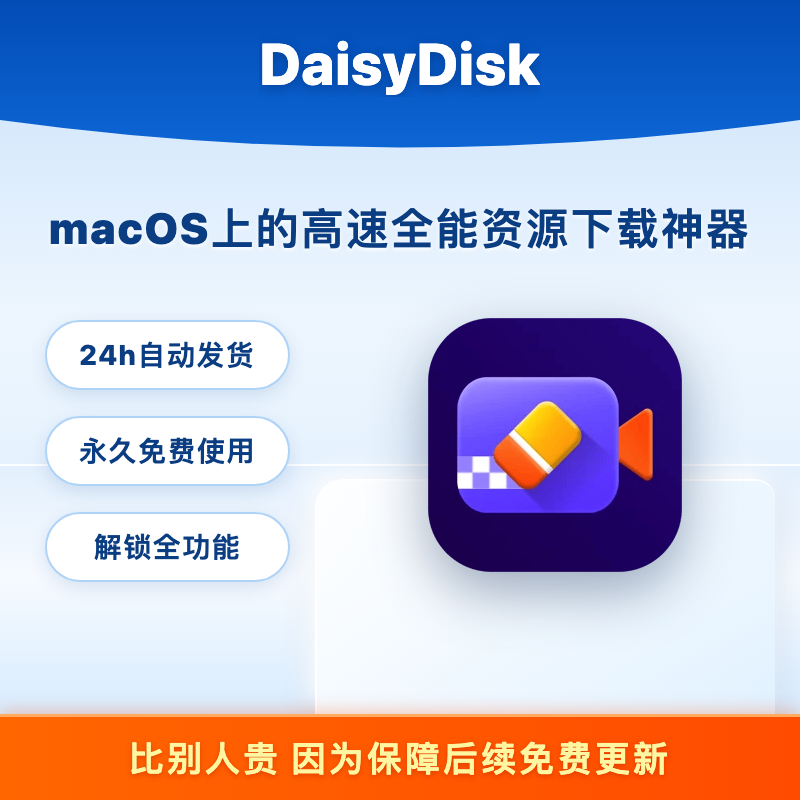 DaisyDisk
macOS上的高速全能资源下载神器
24h自动发货
永久免费使用
解锁全功能
比别人贵 因为保障后续免费更新